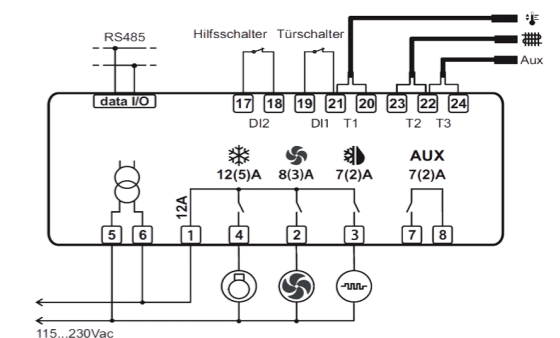 RS485
Hilfsschalter Türschalter
Aux
data I/O 17 18 19 21 20 23 22 24
DI2 DI1 T1 T2 T3
AUX
12(5)A 8(3)A 7(2)A 7(2)A
12A
5 6 1 4 2 3 7 8
115...230Vac